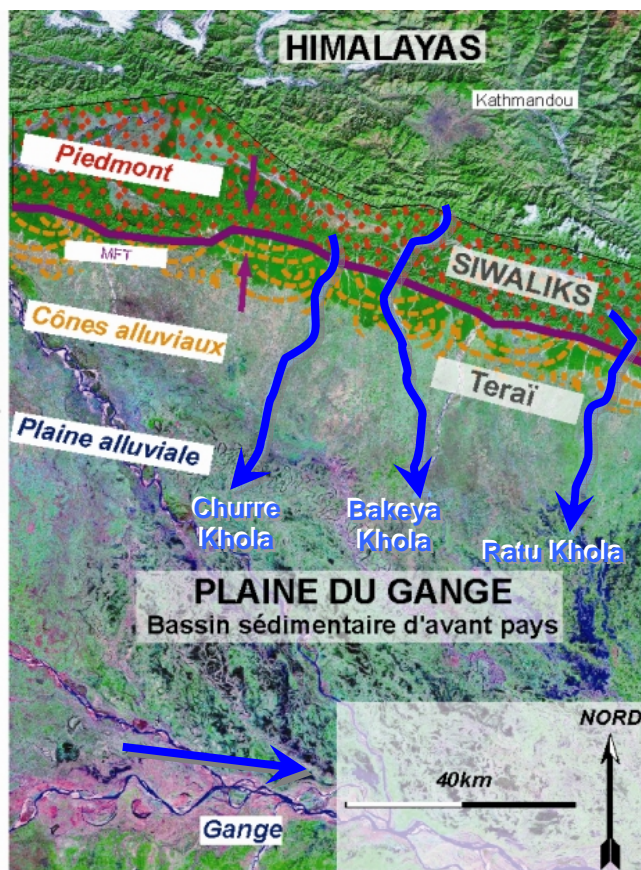 HIMALAYAS
Kathmandou
Piedmont
MFT
SIWALIKS
Cônes alluviaux
Teraï
Plaine alluviale
Churre
Khola
Bakeya
Khola
Ratu Khola
PLAINE DU GANGE
Bassin sédimentaire d'avant pays
NORD
40km
Gange